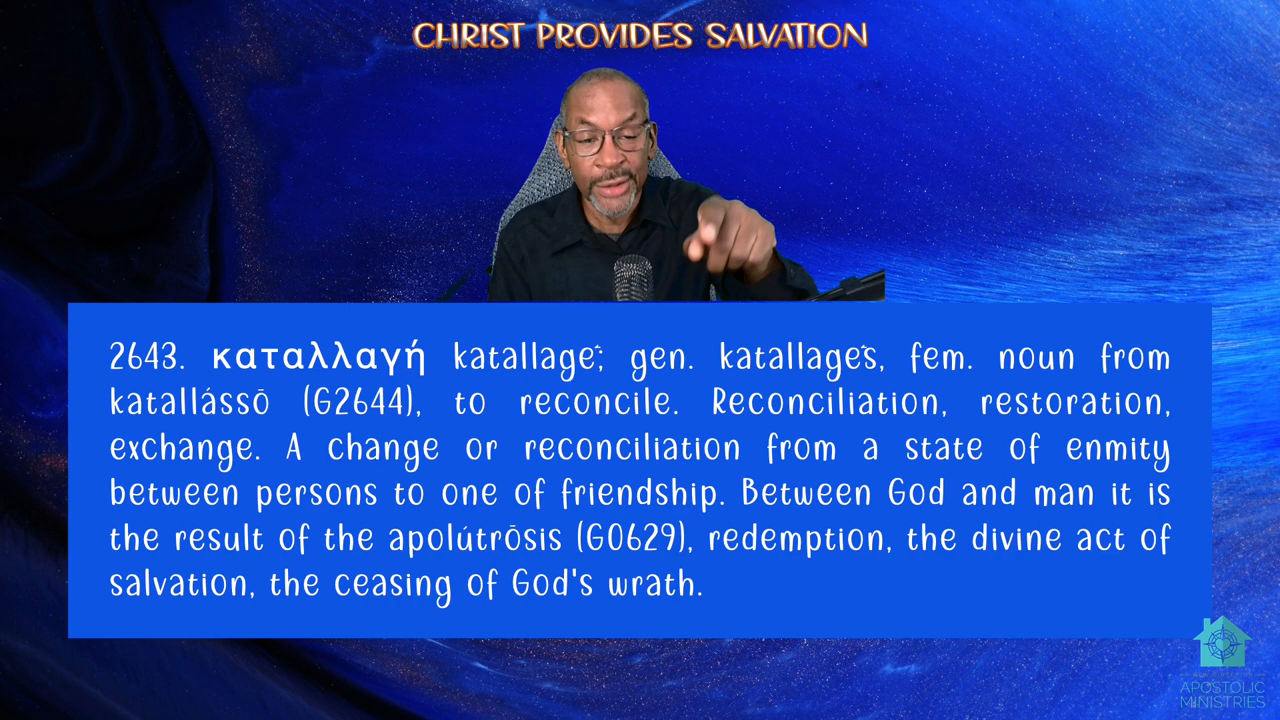 CHRIST PROVIDES SALVATION
2643. καταλλαγή katallagḗ; gen. katallagḗs, fem. noun from
katallássō (G2644), to reconcile. Reconciliation, restoration,
exchange. A change or reconciliation from a state of enmity
between persons to one of friendship. Between God and man it is
the result of the apolútrōsis (G0629), redemption, the divine act of
salvation, the ceasing of God's wrath.
APOSTOLIC
MINISTRIES